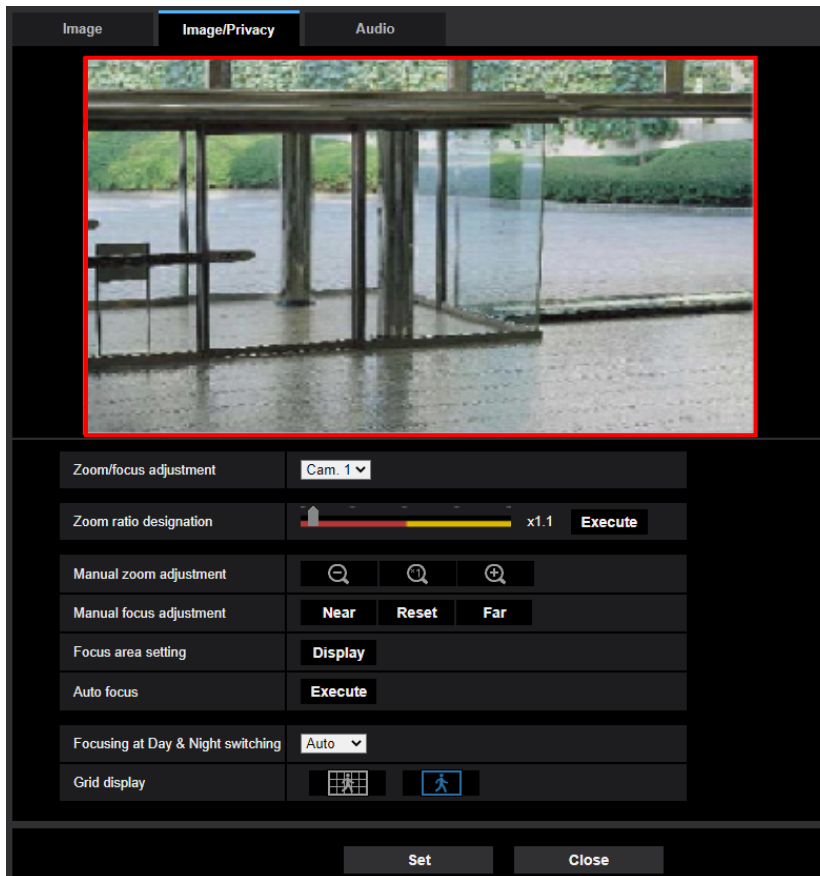 Image Image/Privacy Audio
Zoom/focus adjustment Cam. 1
Zoom ratio designation x1.1 Execute
Manual zoom adjustment ×1
Manual focus adjustment Near Reset Far
Focus area setting Display
Auto focus Execute
Focusing at Day & Night switching Auto
Grid display
Set Close